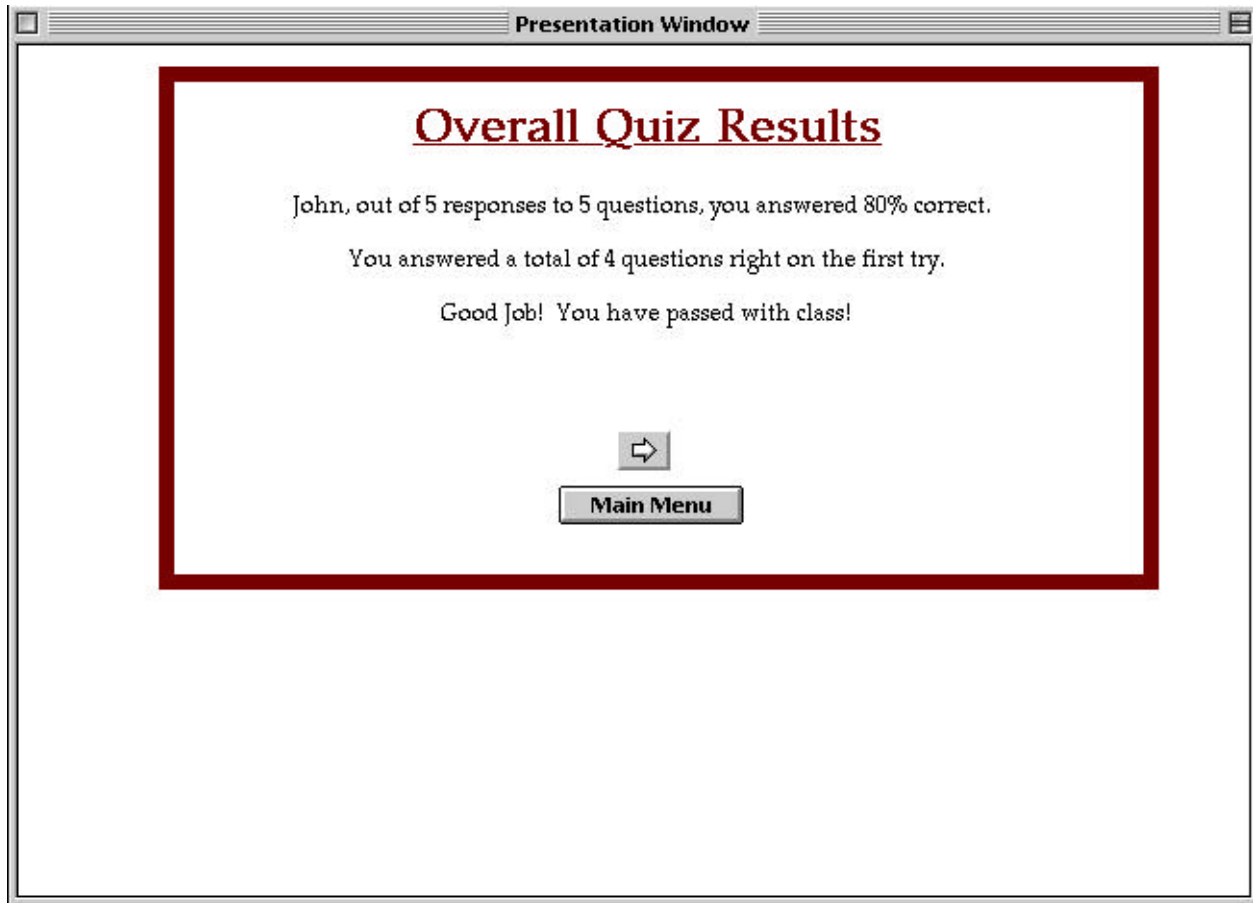 Presentation Window
Overall Quiz Results
John, out of 5 responses to 5 questions, you answered 80% correct.
You answered a total of 4 questions right on the first try.
Good Job!  You have passed with class!
Main Menu